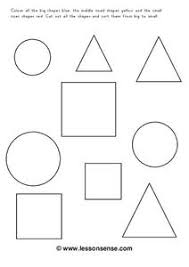 Colour all the big shapes blue, the middle sized shapes yellow and the small
sized shapes red. Cut out all the shapes and sort them from big to small.
© www.lessonsense.com